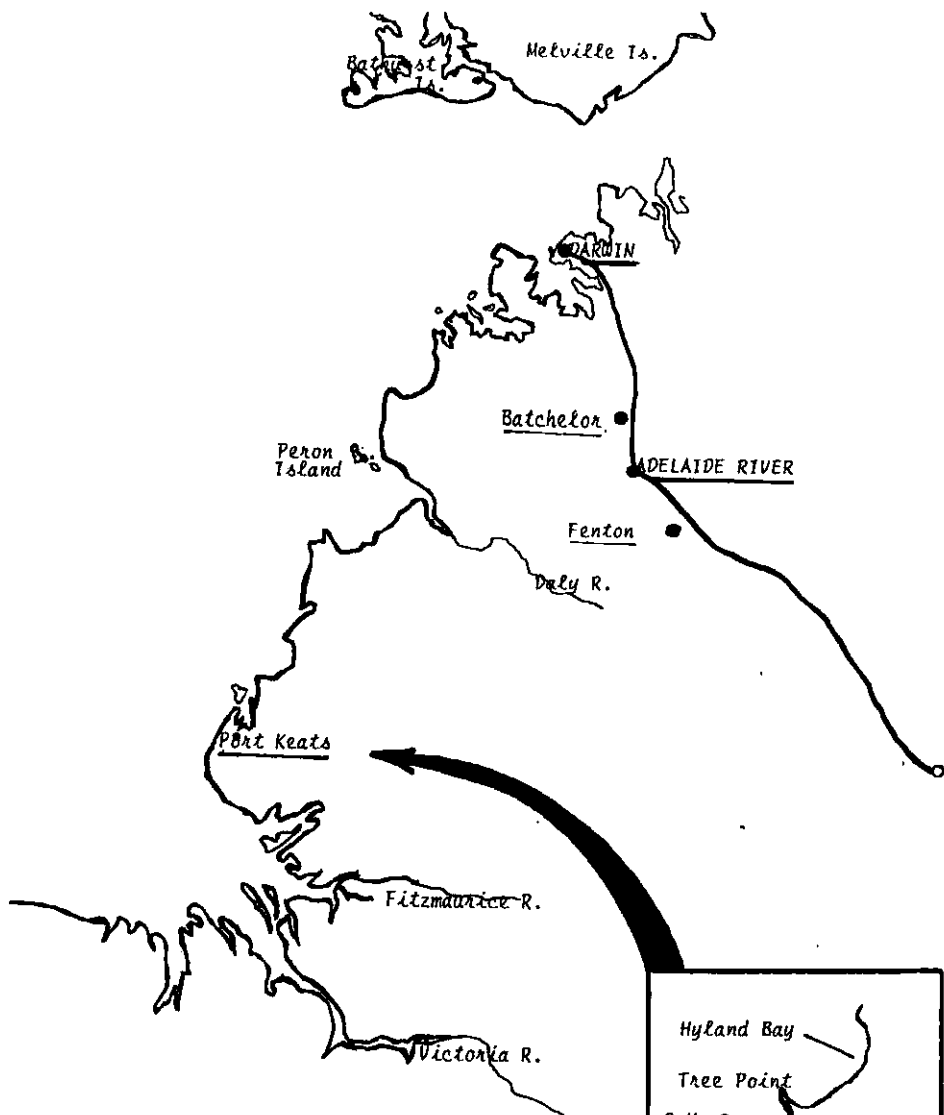 Melville Is.
Bathurst
Is.
DARWIN
Batchelor
Peron
Island
ADELAIDE RIVER
Fenton
Daly R.
Port Keats
Fitzmaurice R.
Hyland Bay
Victoria R.
Tree Point